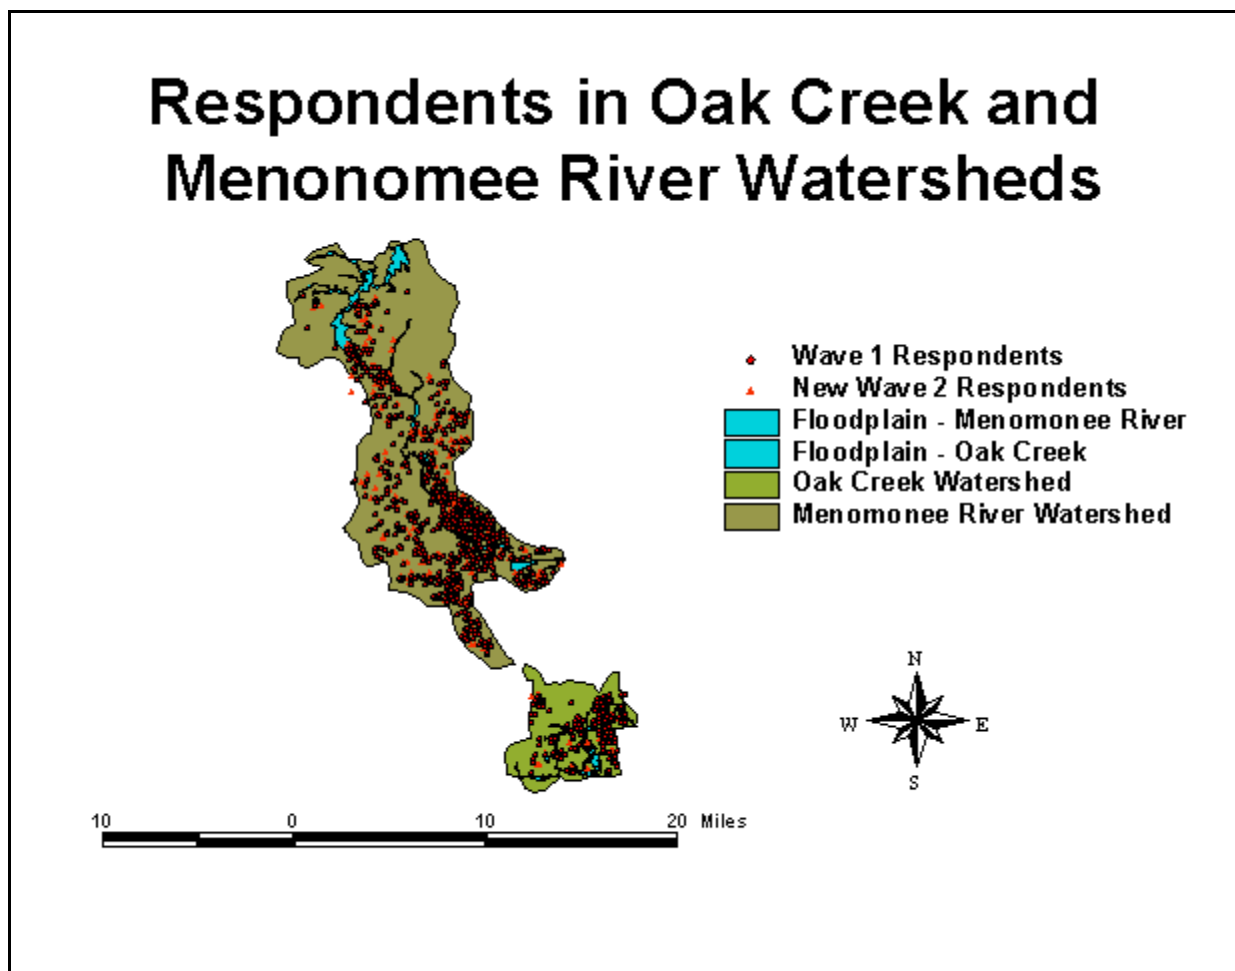 Respondents in Oak Creek and
Menonomee River Watersheds
Wave 1 Respondents
New Wave 2 Respondents
Floodplain - Menomonee River
Floodplain - Oak Creek
Oak Creek Watershed
Menomonee River Watershed
N
W E
S
10 0 10 20 Miles